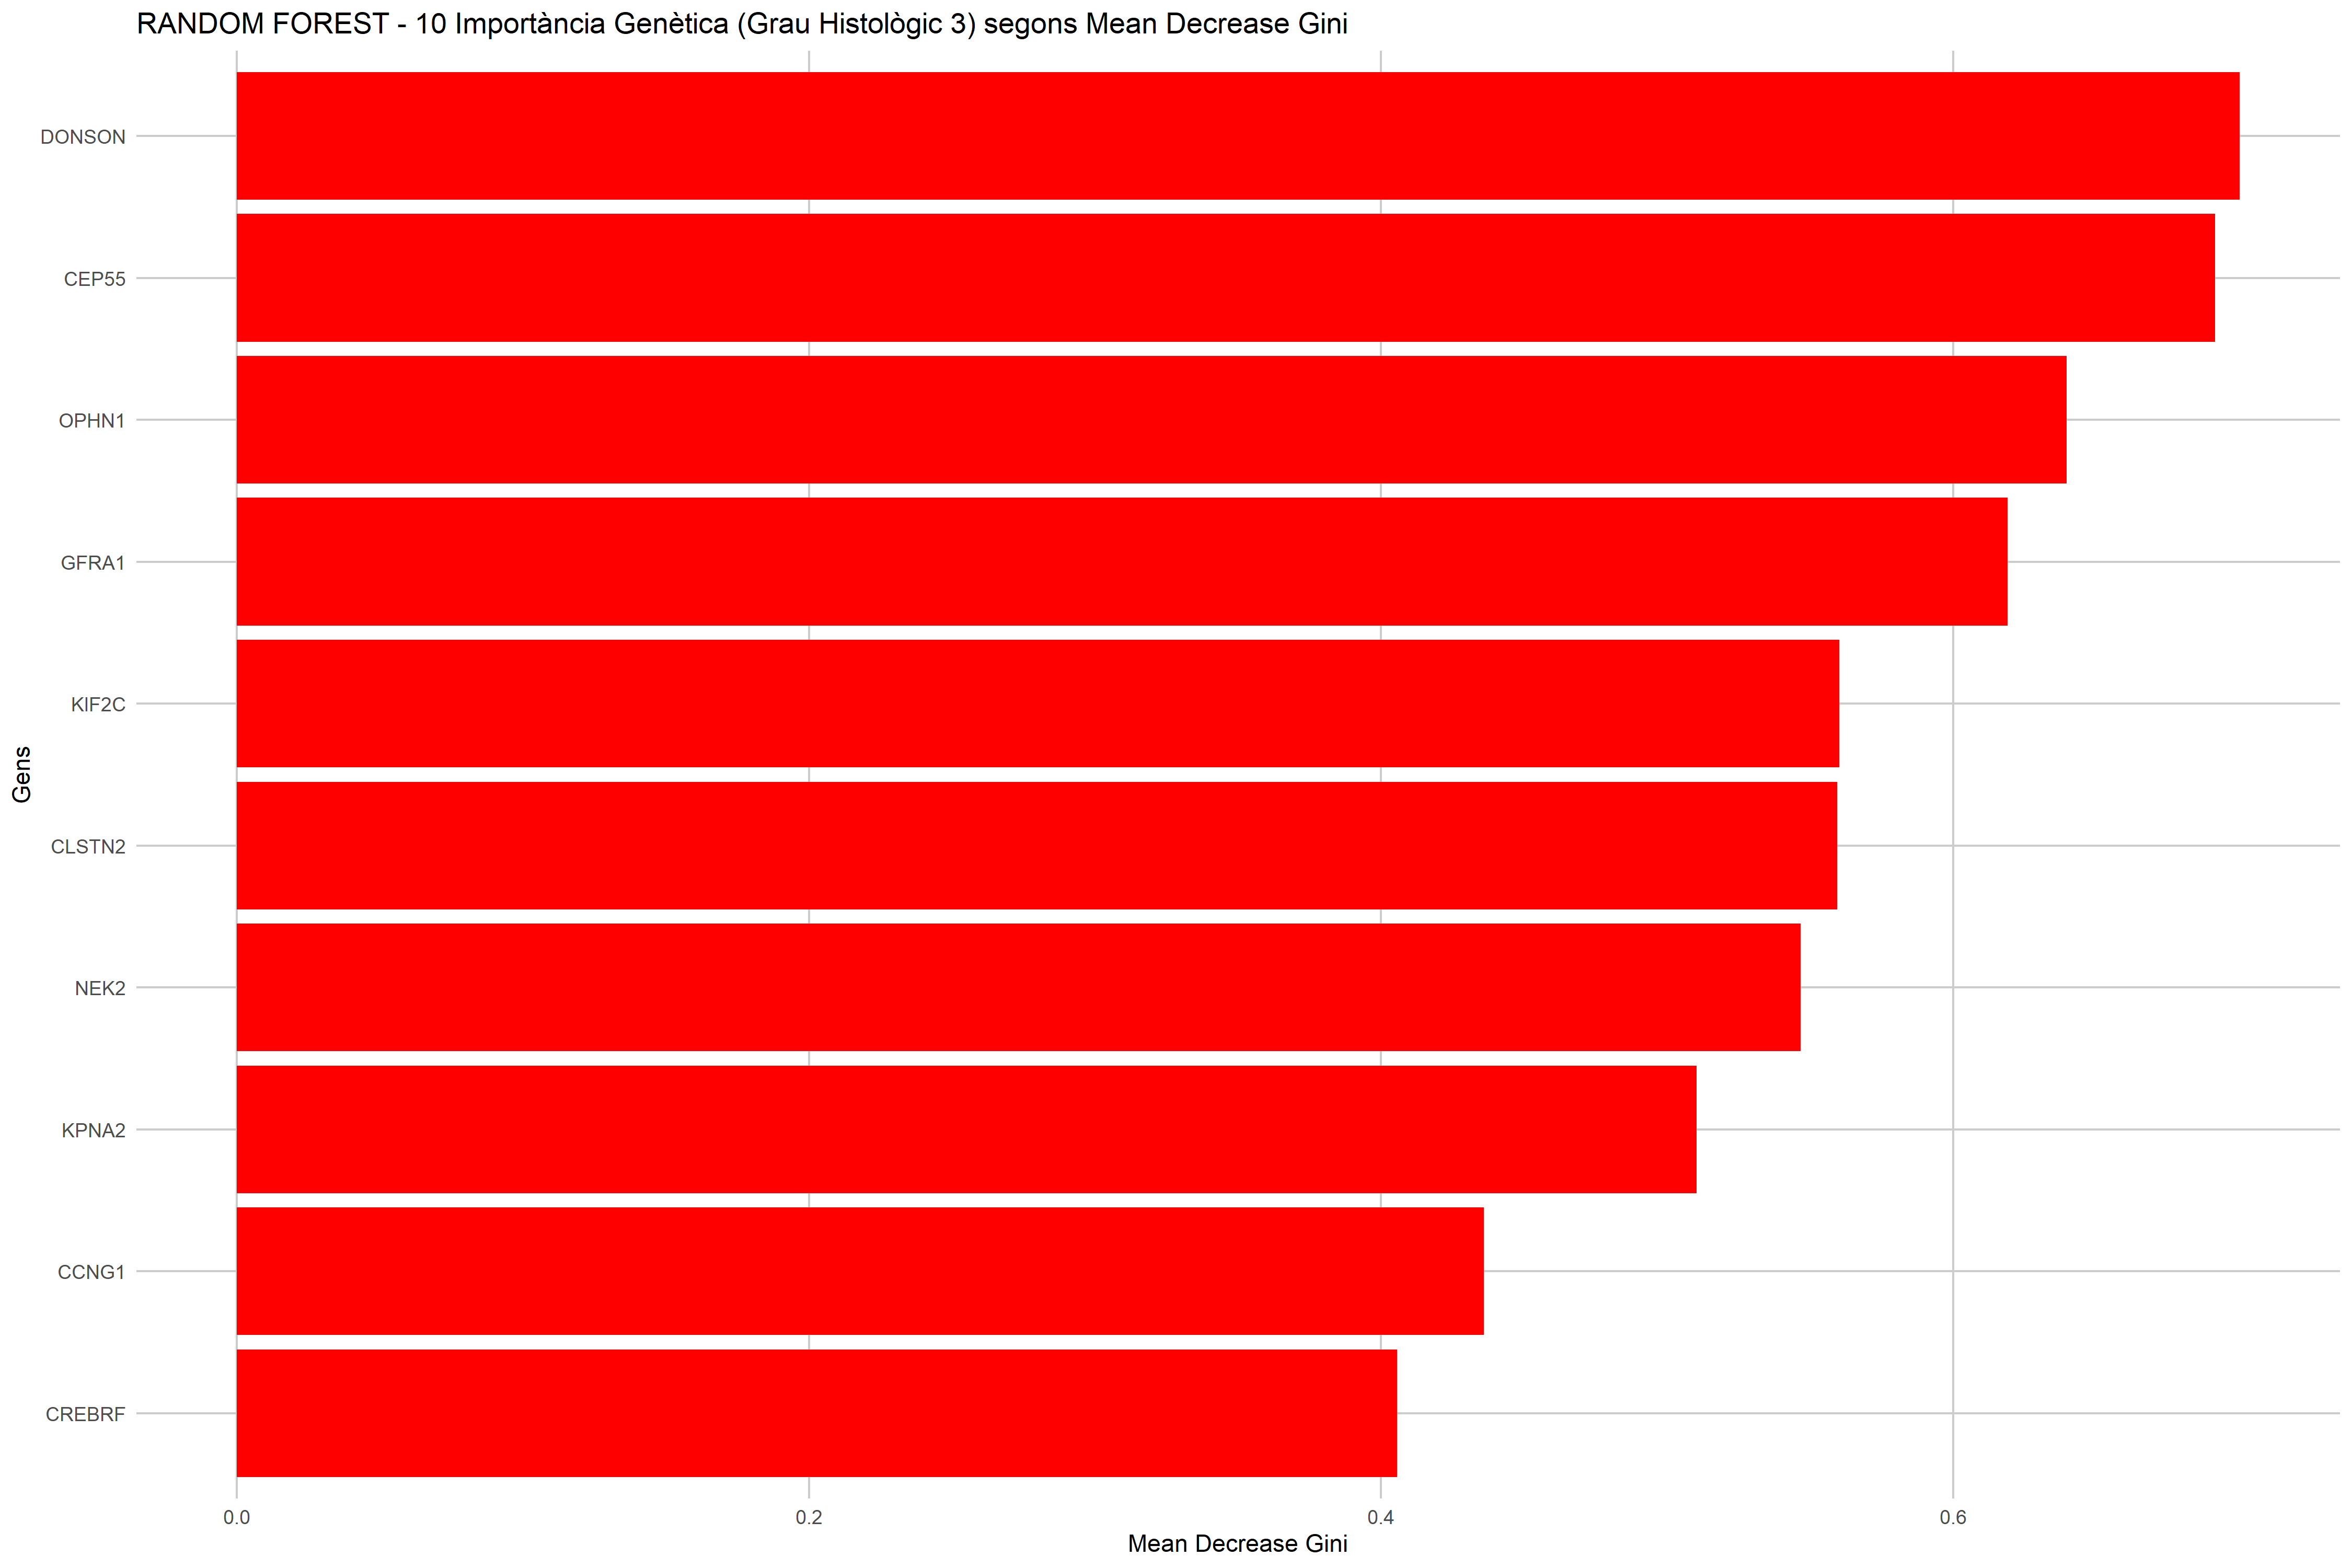 RANDOM FOREST - 10 Importància Genètica (Grau Histològic 3) segons Mean Decrease Gini
DONSON
CEP55
OPHN1
GFRA1
KIF2C
Gens
CLSTN2
NEK2
KPNA2
CCNG1
CREBRF
0.0 0.2 0.4 0.6
Mean Decrease Gini